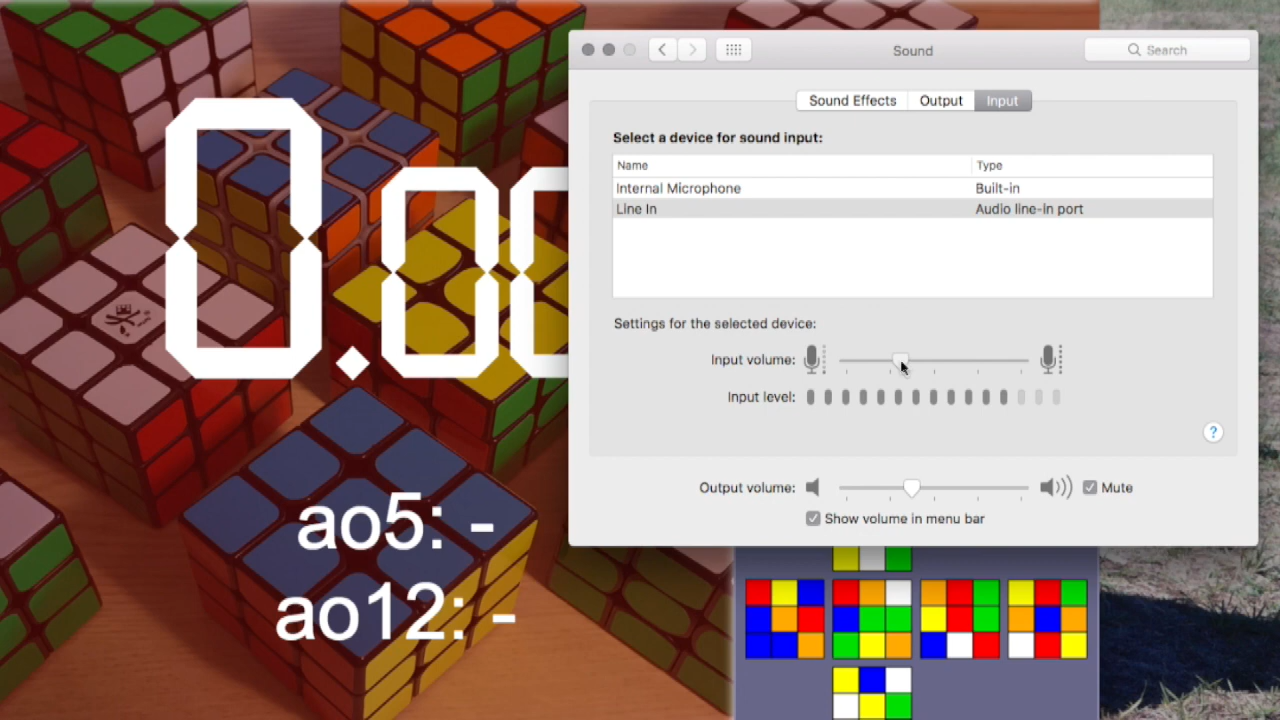 Sound
Search
Sound Effects Output Input
Select a device for sound input:
Name Type
Internal Microphone Built-in
Line In Audio line-in port
Settings for the selected device:
Input volume:
Input level:
?
Output volume: Mute
Show volume in menu bar
0.00
ao5: -
ao12: -